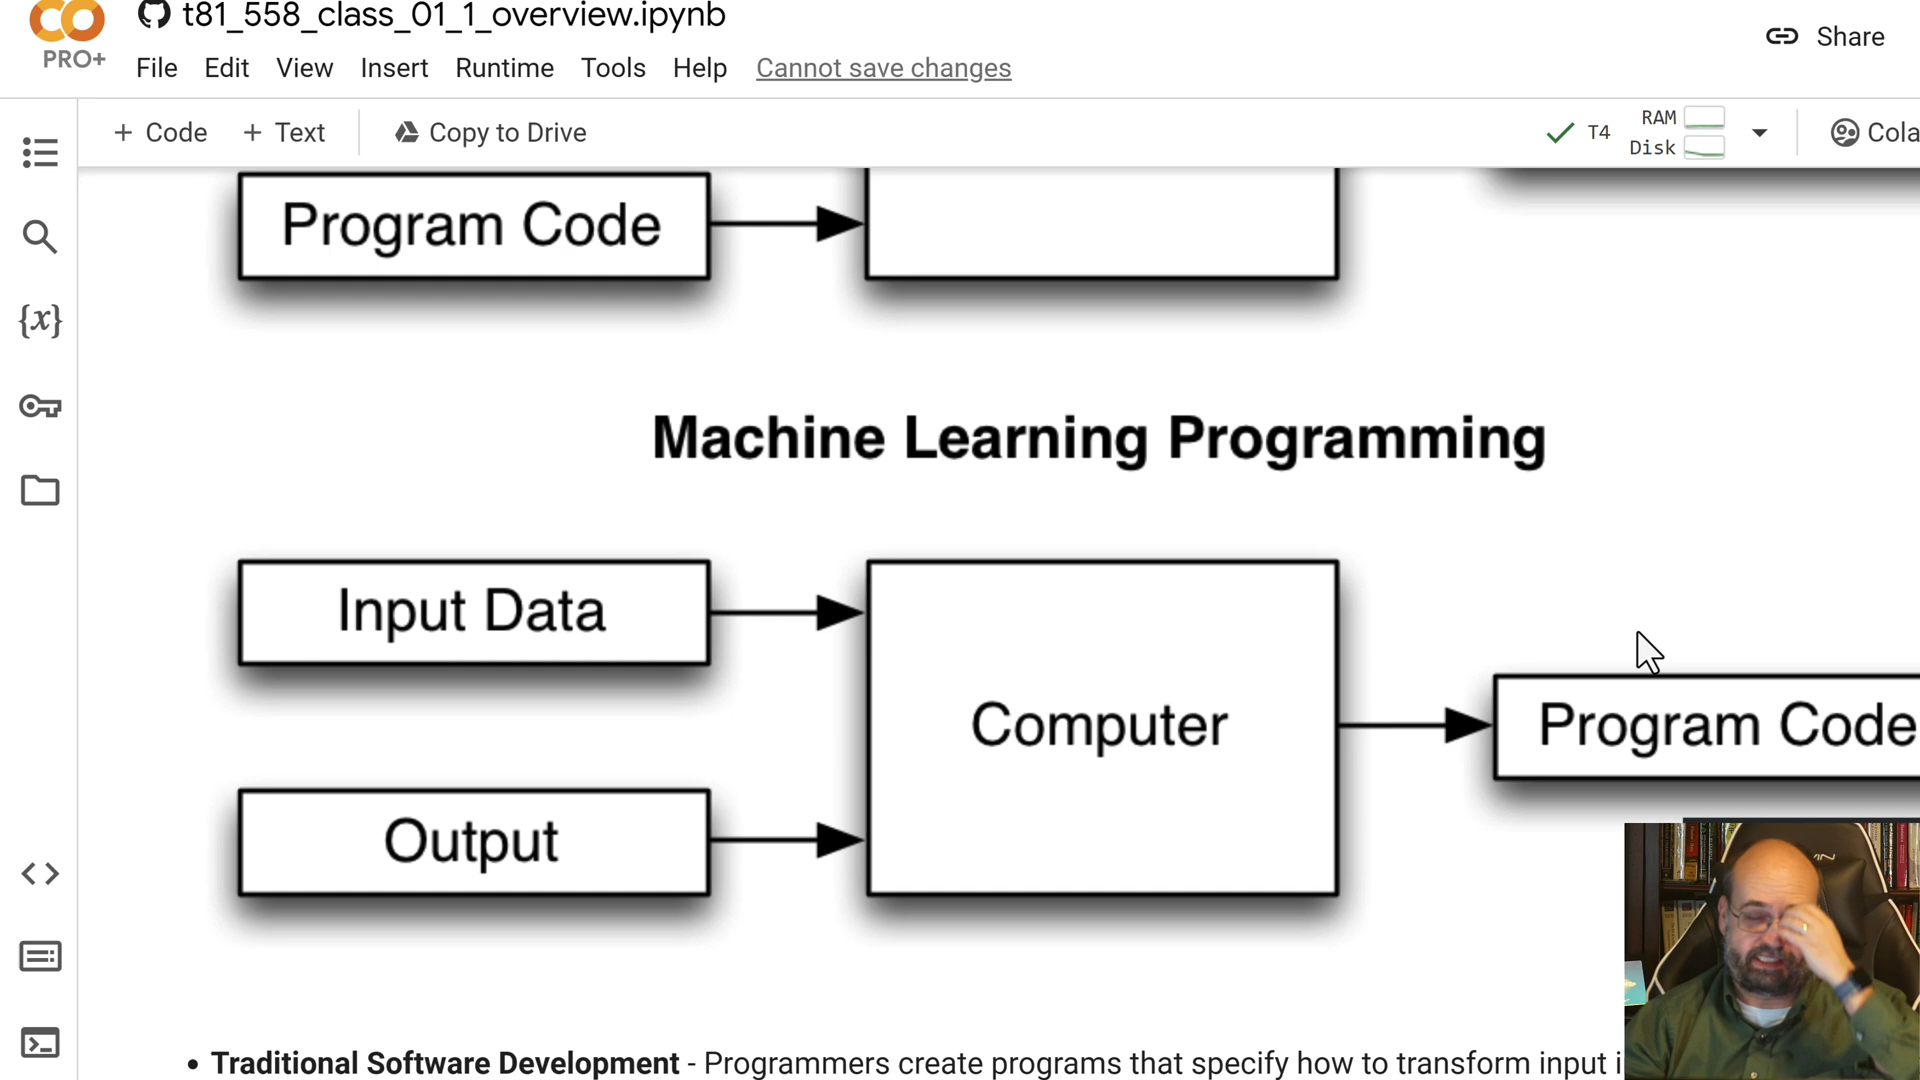 t81_558_class_01_1_overview.ipynb
PRO+
File Edit View Insert Runtime Tools Help Cannot save changes
Share
+ Code + Text Copy to Drive
T4 RAM Disk
Cola
Program Code
Machine Learning Programming
Input Data
Computer
Program Code
Output
• Traditional Software Development - Programmers create programs that specify how to transform input i